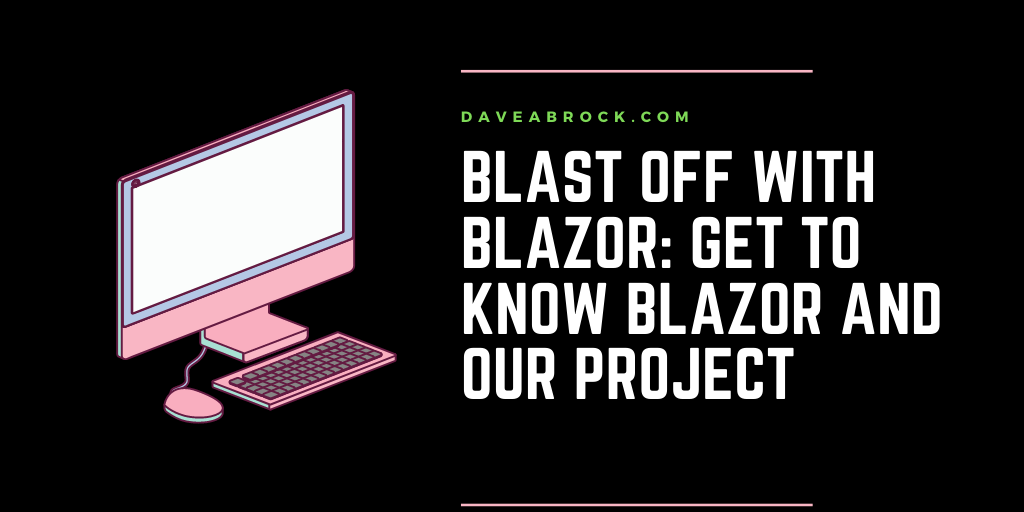 DAVEABROCK.COM
BLAST OFF WITH
BLAZOR: GET TO
KNOW BLAZOR AND
OUR PROJECT